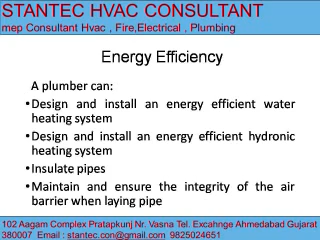 STANTEC HVAC CONSULTANT
mep Consultant Hvac , Fire,Electrical , Plumbing
Energy Efficiency
A plumber can:
•Design and install an energy efficient water
heating system
•Design and install an energy efficient hydronic
heating system
•Insulate pipes
•Maintain and ensure the integrity of the air
barrier when laying pipe
102 Aagam Complex Pratapkunj Nr. Vasna Tel. Excahnge Ahmedabad Gujarat
380007 Email : stantec.con@gmail.com 9825024651